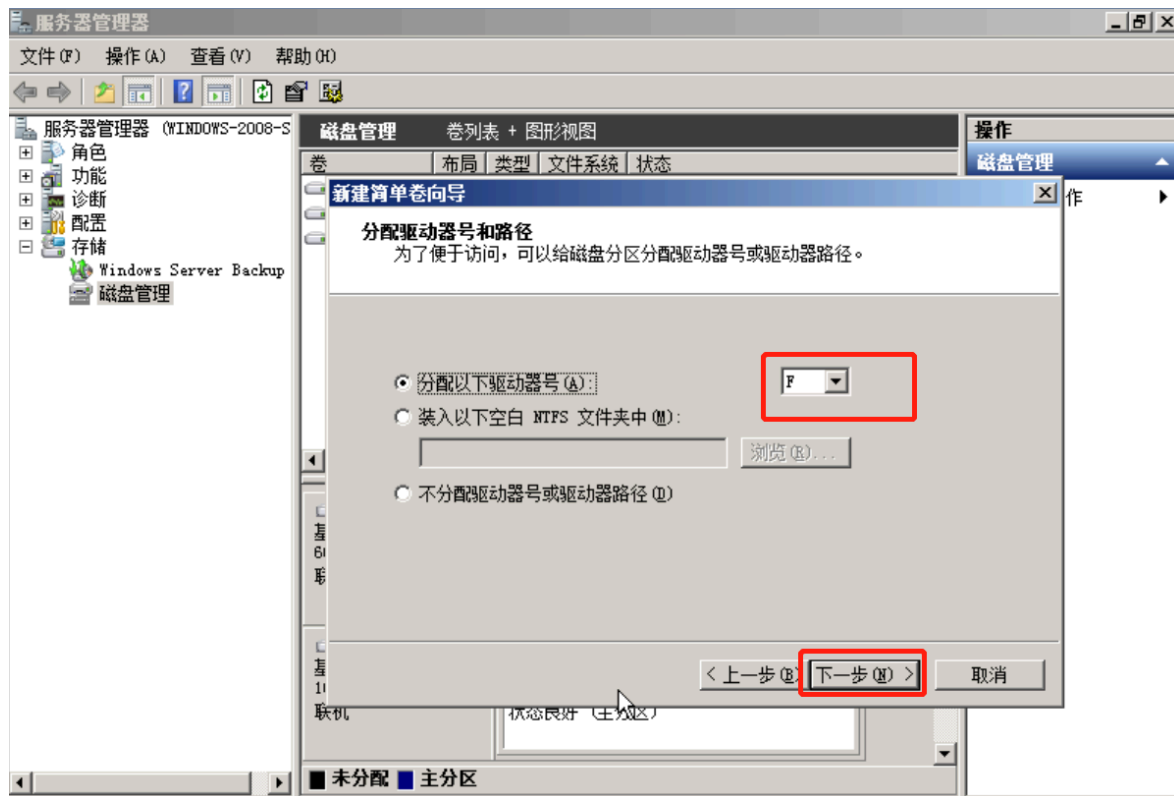 服务器管理器
文件(F) 操作(A) 查看(V) 帮助(H)
服务器管理器 (WINDOWS-2008-S
角色
功能
诊断
配置
存储
Windows Server Backup
磁盘管理
磁盘管理 卷列表 + 图形视图
卷 布局 类型 文件系统 状态
操作
磁盘管理
作
新建简单卷向导
分配驱动器号和路径
为了便于访问，可以给磁盘分区分配驱动器号或驱动器路径。
分配以下驱动器号(A): F
装入以下空白 NTFS 文件夹中(M):
浏览(R)...
不分配驱动器号或驱动器路径(D)
< 上一步(B) 下一步(N) > 取消
基
60
联
基
10
联机 状态良好 (主分区)
未分配 主分区